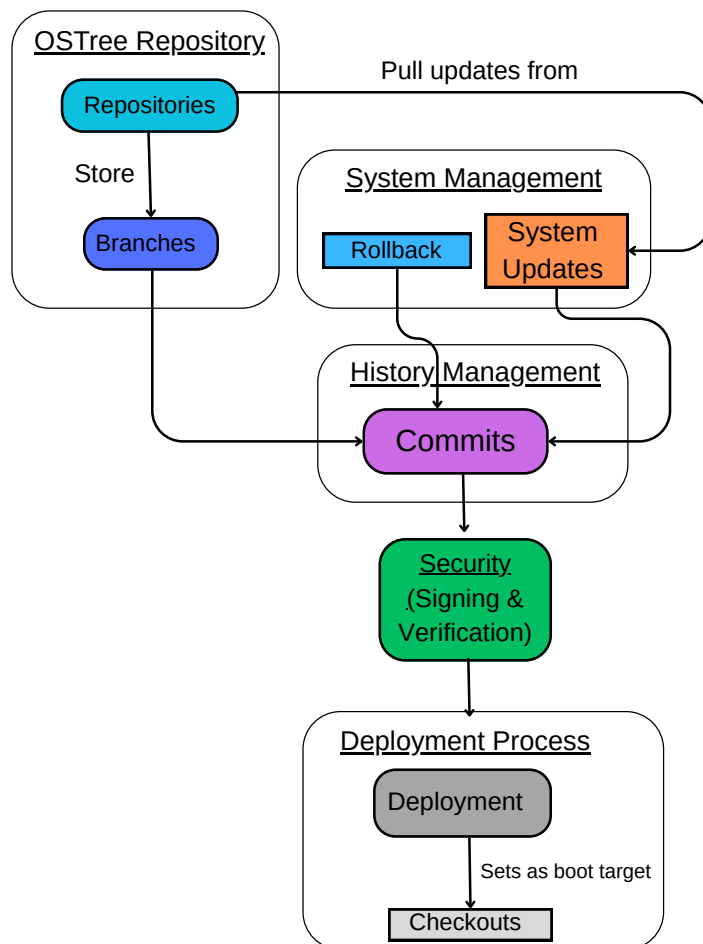 OSTree Repository
Repositories
Pull updates from
Store
Branches
System Management
Rollback
System
Updates
History Management
Commits
Security
(Signing &
Verification)
Deployment Process
Deployment
Sets as boot target
Checkouts